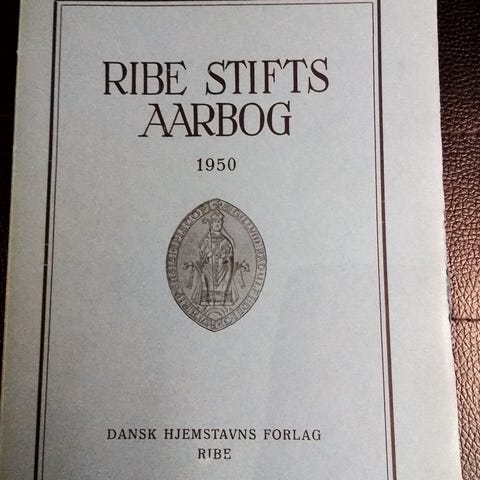 RIBE STIFTS
AARBOG
1950
DANSK HJEMSTAVNS FORLAG
RIBE